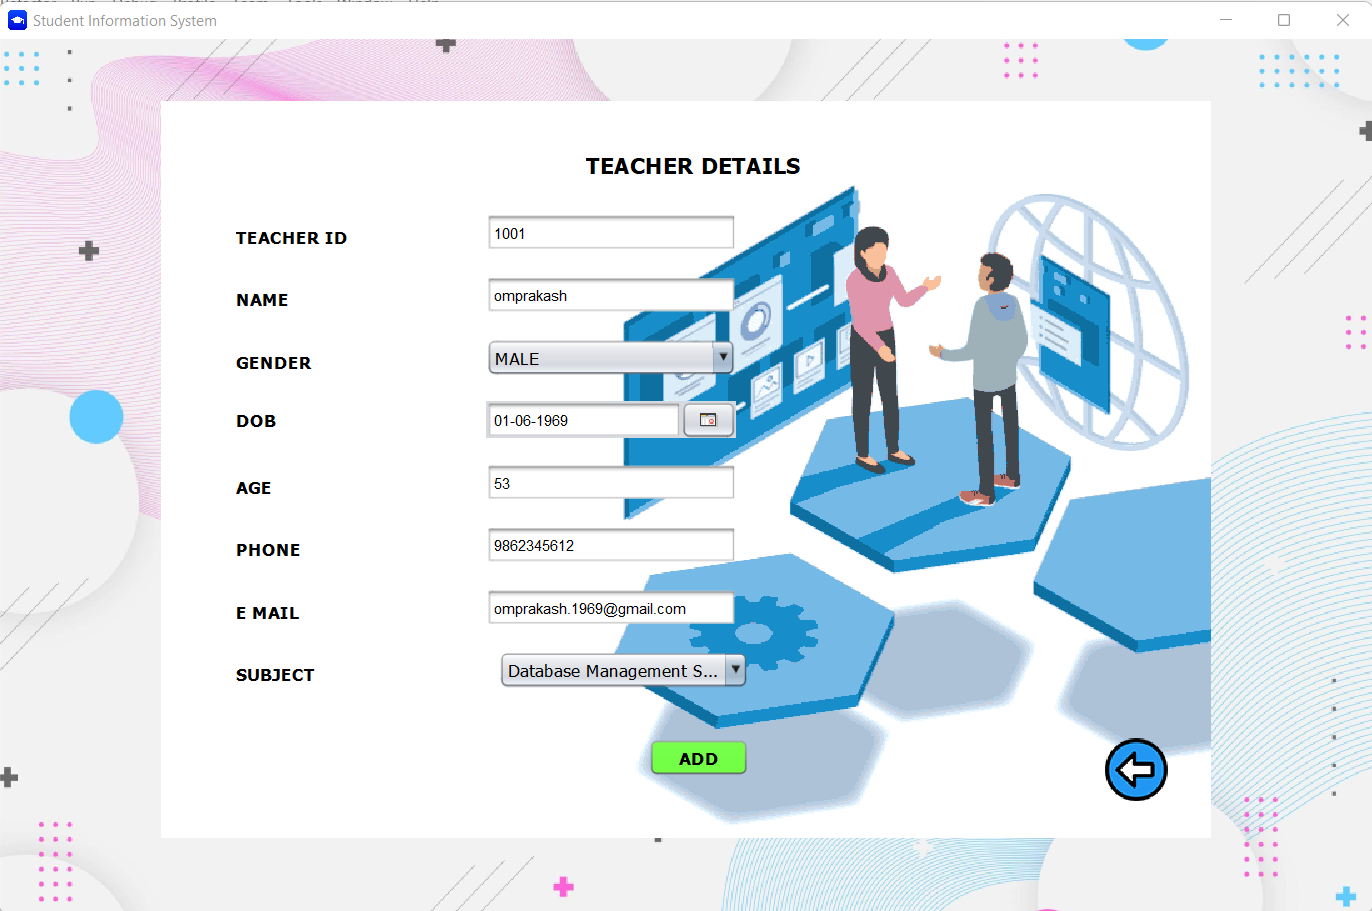 Student Information System
TEACHER DETAILS
TEACHER ID 1001
NAME omprakash
GENDER MALE
DOB 01-06-1969
AGE 53
PHONE 9862345612
E MAIL omprakash.1969@gmail.com
SUBJECT Database Management S...
ADD